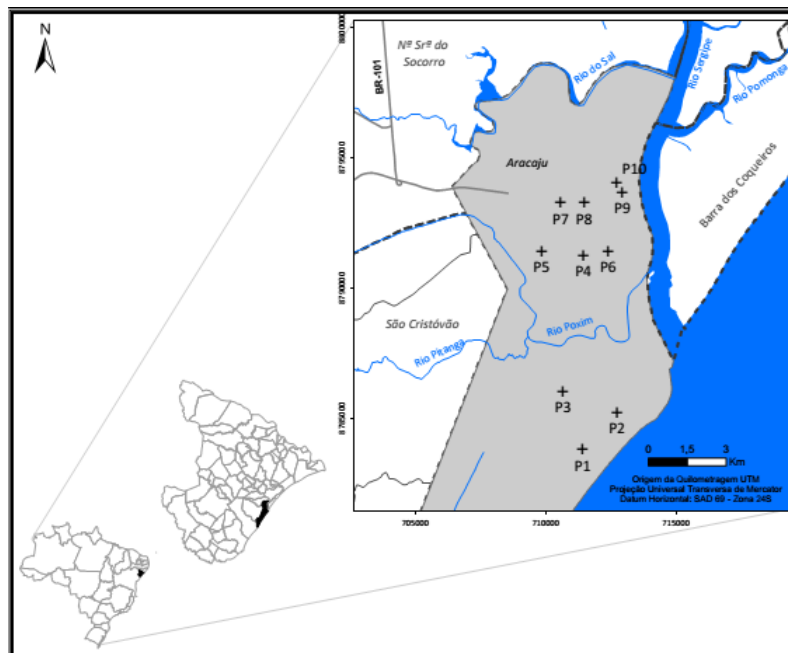 N
Nª Srª do
Socorro
BR-101
Rio do Sal
Rio Sergipe
Rio Pomonga
Aracaju
Barra dos Coqueiros
P10
P9
P7
P8
P5
P4
P6
São Cristóvão
Rio Poxim
Rio Pitanga
P3
P2
P1
0 1,5 3
Km
Origem da Quilometragem UTM
Projeção Universal Transversa de Mercator
Datum Horizontal: SAD 69 - Zona 24S
8795000
8790000
8785000
705000 710000 715000